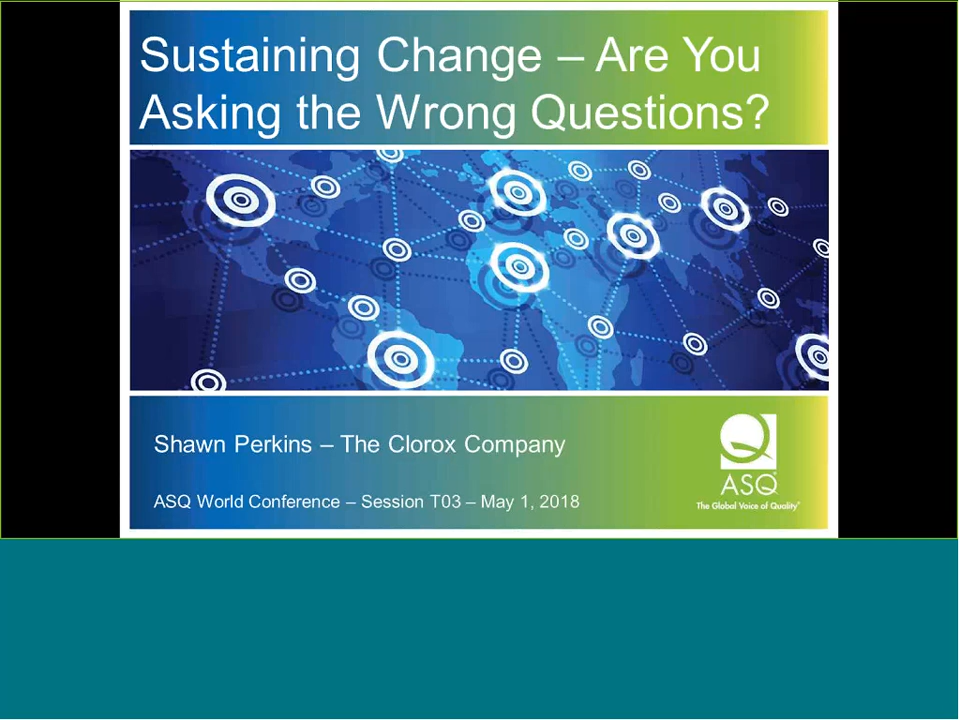 Sustaining Change – Are You
Asking the Wrong Questions?
Shawn Perkins – The Clorox Company
ASQ World Conference – Session T03 – May 1, 2018
ASQ
The Global Voice of Quality®